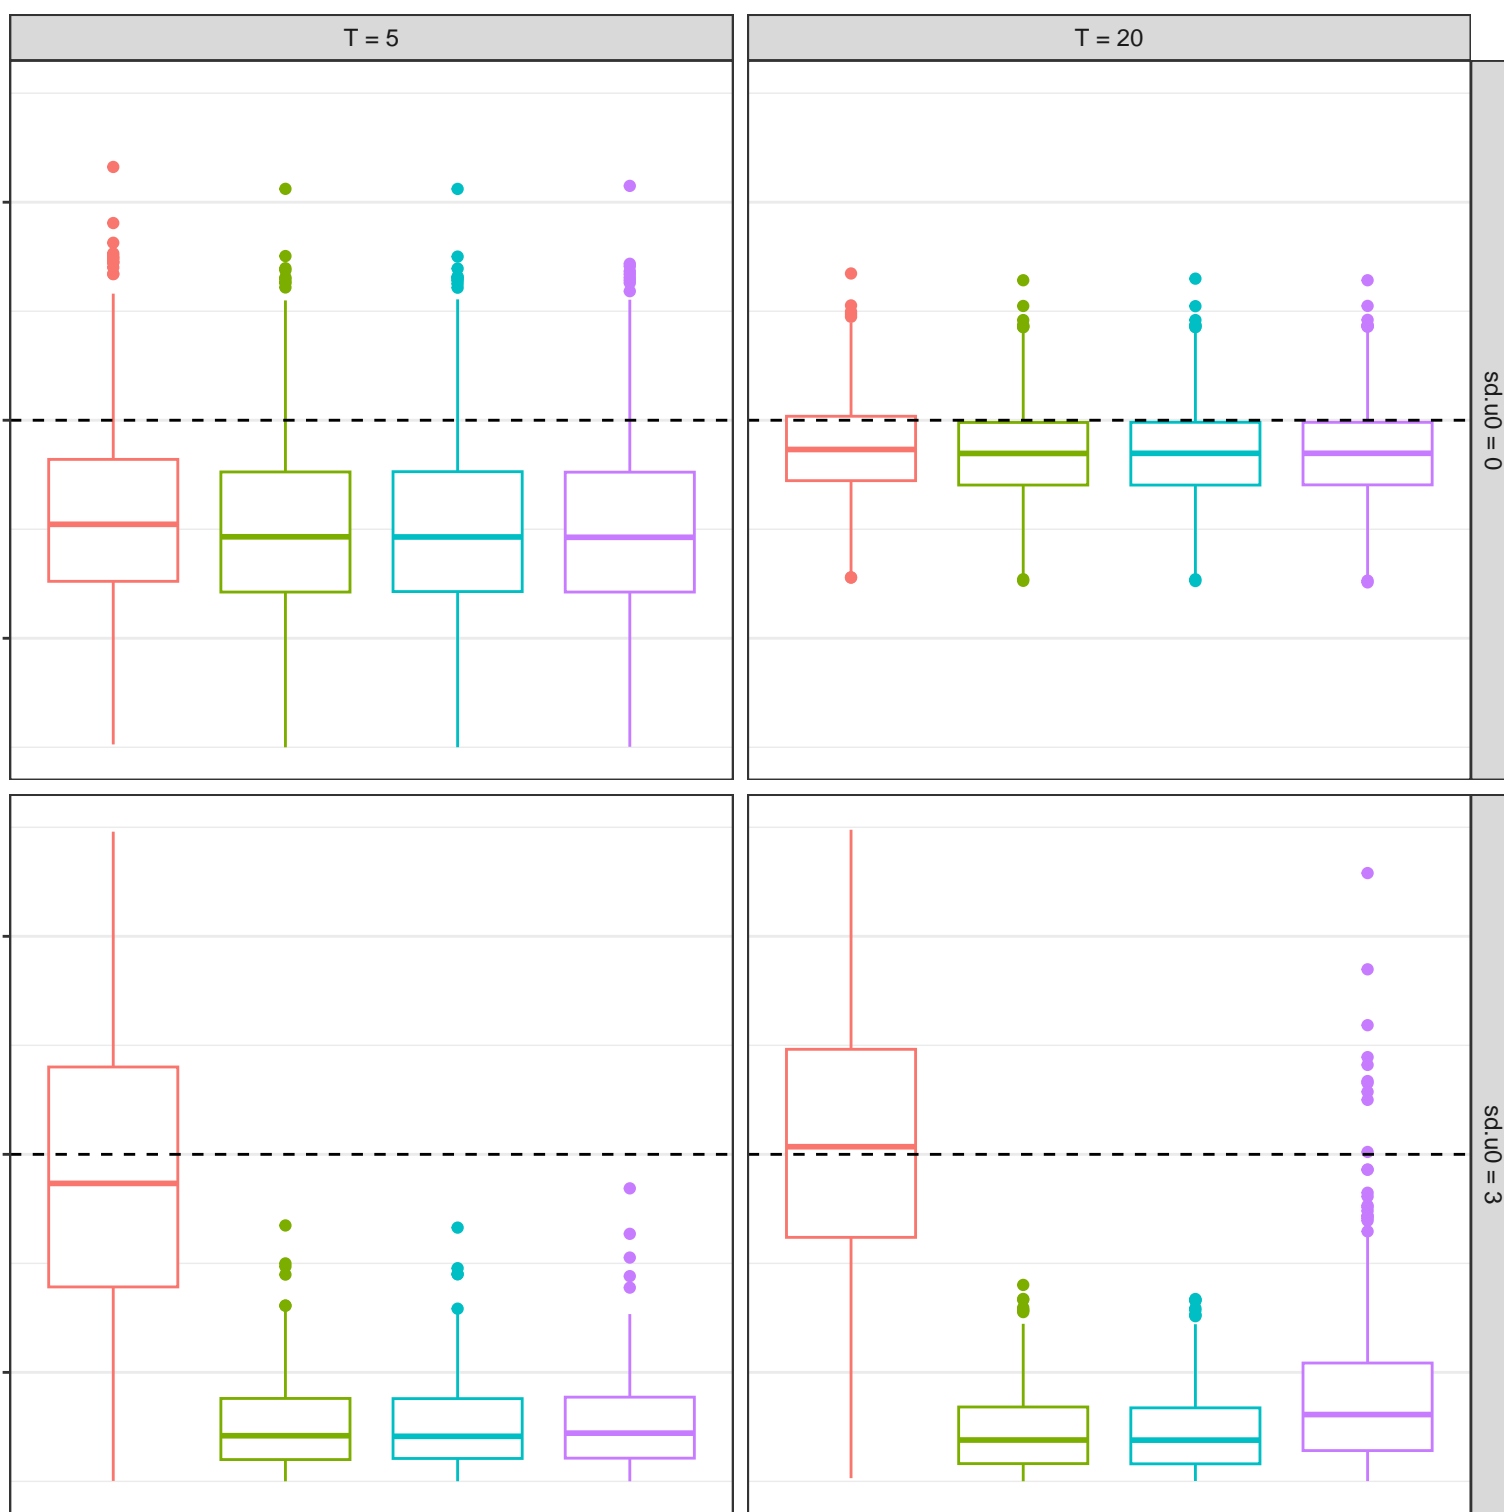 T = 5
T = 20
sd.u0 = 0
sd.u0 = 3